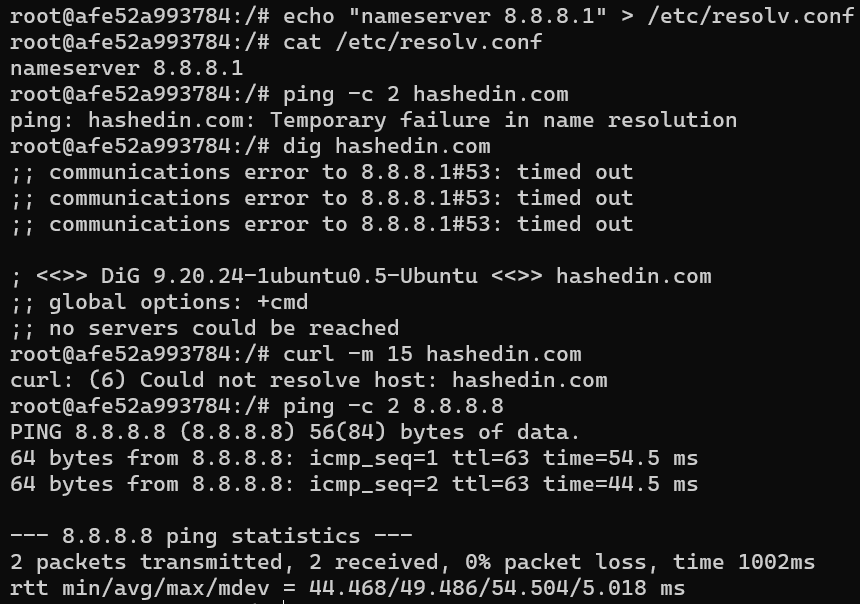 root@afe52a993784:/# echo "nameserver 8.8.8.1" > /etc/resolv.conf
root@afe52a993784:/# cat /etc/resolv.conf
nameserver 8.8.8.1
root@afe52a993784:/# ping -c 2 hashedin.com
ping: hashedin.com: Temporary failure in name resolution
root@afe52a993784:/# dig hashedin.com
;; communications error to 8.8.8.1#53: timed out
;; communications error to 8.8.8.1#53: timed out
;; communications error to 8.8.8.1#53: timed out

; <<>> DiG 9.20.24-1ubuntu0.5-Ubuntu <<>> hashedin.com
;; global options: +cmd
;; no servers could be reached
root@afe52a993784:/# curl -m 15 hashedin.com
curl: (6) Could not resolve host: hashedin.com
root@afe52a993784:/# ping -c 2 8.8.8.8
PING 8.8.8.8 (8.8.8.8) 56(84) bytes of data.
64 bytes from 8.8.8.8: icmp_seq=1 ttl=63 time=54.5 ms
64 bytes from 8.8.8.8: icmp_seq=2 ttl=63 time=44.5 ms

--- 8.8.8.8 ping statistics ---
2 packets transmitted, 2 received, 0% packet loss, time 1002ms
rtt min/avg/max/mdev = 44.468/49.486/54.504/5.018 ms